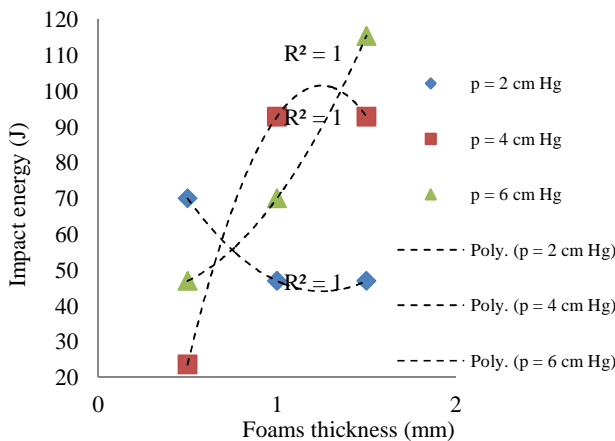 120
110
100
90
80
70
60
50
40
30
20
Impact energy (J)
R² = 1
R² = 1
R² = 1
0
1
2
Foams thickness (mm)
p = 2 cm Hg
p = 4 cm Hg
p = 6 cm Hg
Poly. (p = 2 cm Hg)
Poly. (p = 4 cm Hg)
Poly. (p = 6 cm Hg)